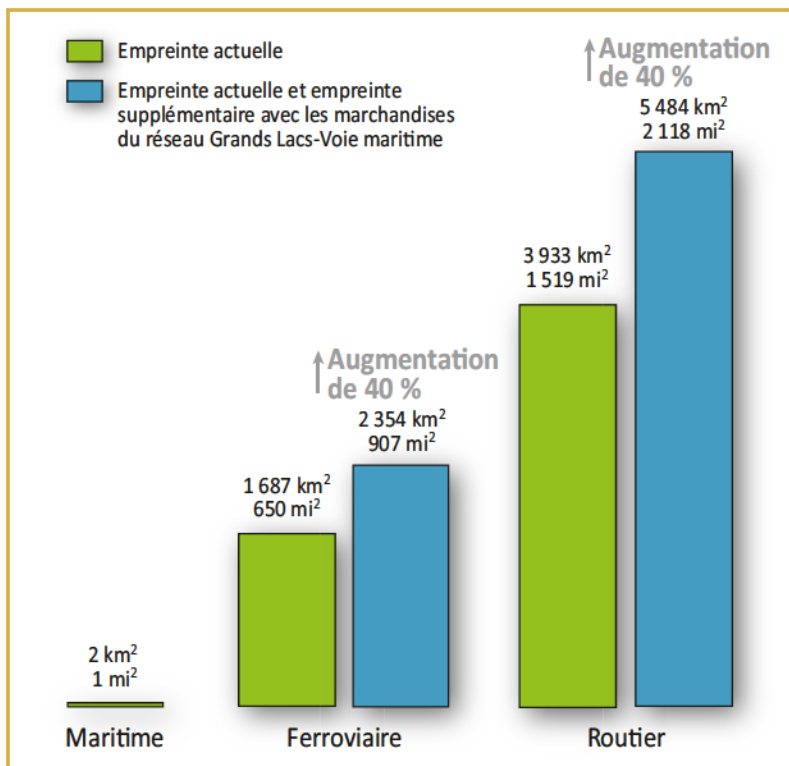 Empreinte actuelle
Empreinte actuelle et empreinte
supplémentaire avec les marchandises
du réseau Grands Lacs-Voie maritime
Augmentation
de 40 %
5 484 km²
2 118 mi²
3 933 km²
1 519 mi²
Augmentation
de 40 %
2 354 km²
907 mi²
1 687 km²
650 mi²
2 km²
1 mi²
Maritime
Ferroviaire
Routier